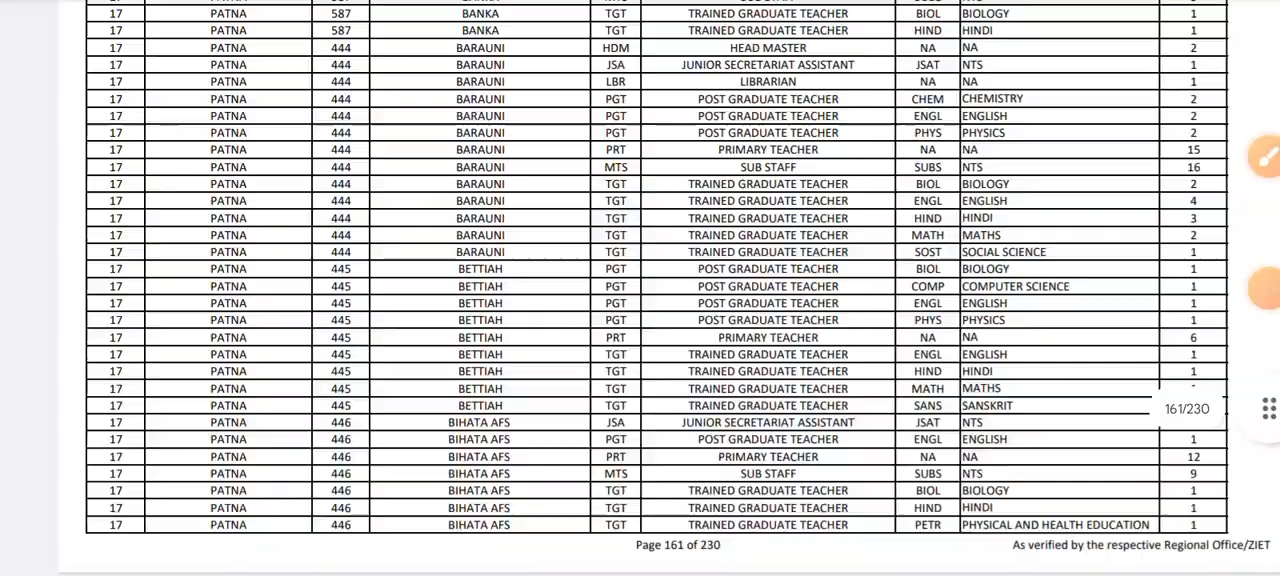 17 PATNA 587 BANKA TGT TRAINED GRADUATE TEACHER BIOL BIOLOGY 1
17 PATNA 587 BANKA TGT TRAINED GRADUATE TEACHER HIND HINDI 1
17 PATNA 444 BARAUNI HDM HEAD MASTER NA NA 2
17 PATNA 444 BARAUNI JSA JUNIOR SECRETARIAT ASSISTANT JSAT NTS 1
17 PATNA 444 BARAUNI LBR LIBRARIAN NA NA 1
17 PATNA 444 BARAUNI PGT POST GRADUATE TEACHER CHEM CHEMISTRY 2
17 PATNA 444 BARAUNI PGT POST GRADUATE TEACHER ENGL ENGLISH 2
17 PATNA 444 BARAUNI PGT POST GRADUATE TEACHER PHYS PHYSICS 2
17 PATNA 444 BARAUNI PRT PRIMARY TEACHER NA NA 15
17 PATNA 444 BARAUNI MTS SUB STAFF SUBS NTS 16
17 PATNA 444 BARAUNI TGT TRAINED GRADUATE TEACHER BIOL BIOLOGY 2
17 PATNA 444 BARAUNI TGT TRAINED GRADUATE TEACHER ENGL ENGLISH 4
17 PATNA 444 BARAUNI TGT TRAINED GRADUATE TEACHER HIND HINDI 3
17 PATNA 444 BARAUNI TGT TRAINED GRADUATE TEACHER MATH MATHS 2
17 PATNA 444 BARAUNI TGT TRAINED GRADUATE TEACHER SOST SOCIAL SCIENCE 1
17 PATNA 445 BETTIAH PGT POST GRADUATE TEACHER BIOL BIOLOGY 1
17 PATNA 445 BETTIAH PGT POST GRADUATE TEACHER COMP COMPUTER SCIENCE 1
17 PATNA 445 BETTIAH PGT POST GRADUATE TEACHER ENGL ENGLISH 1
17 PATNA 445 BETTIAH PGT POST GRADUATE TEACHER PHYS PHYSICS 1
17 PATNA 445 BETTIAH PRT PRIMARY TEACHER NA NA 6
17 PATNA 445 BETTIAH TGT TRAINED GRADUATE TEACHER ENGL ENGLISH 1
17 PATNA 445 BETTIAH TGT TRAINED GRADUATE TEACHER HIND HINDI 1
17 PATNA 445 BETTIAH TGT TRAINED GRADUATE TEACHER MATH MATHS
17 PATNA 445 BETTIAH TGT TRAINED GRADUATE TEACHER SANS SANSKRIT
161/230
17 PATNA 446 BIHATA AFS JSA JUNIOR SECRETARIAT ASSISTANT JSAT NTS
17 PATNA 446 BIHATA AFS PGT POST GRADUATE TEACHER ENGL ENGLISH 1
17 PATNA 446 BIHATA AFS PRT PRIMARY TEACHER NA NA 12
17 PATNA 446 BIHATA AFS MTS SUB STAFF SUBS NTS 9
17 PATNA 446 BIHATA AFS TGT TRAINED GRADUATE TEACHER BIOL BIOLOGY 1
17 PATNA 446 BIHATA AFS TGT TRAINED GRADUATE TEACHER HIND HINDI 1
17 PATNA 446 BIHATA AFS TGT TRAINED GRADUATE TEACHER PETR PHYSICAL AND HEALTH EDUCATION 1
Page 161 of 230 As verified by the respective Regional Office/ZIET